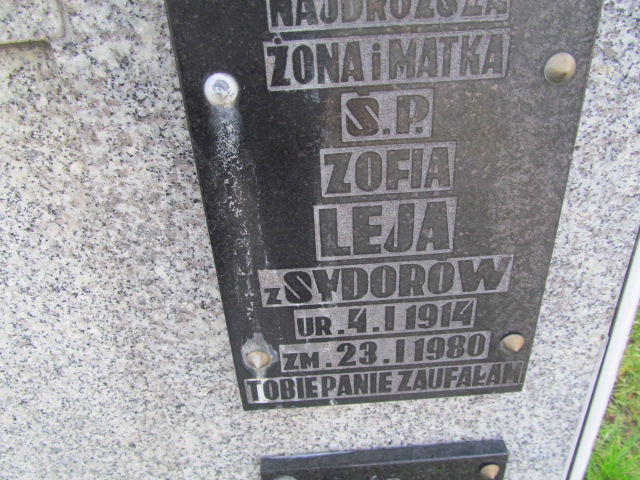 NAJDROŻSZA
ŻONA i MATKA
Ś.P.
ZOFIA
LEJA
z SYDORÓW
UR. 4. I 1914
ZM. 23. I 1980
TOBIE PANIE ZAUFAŁAM